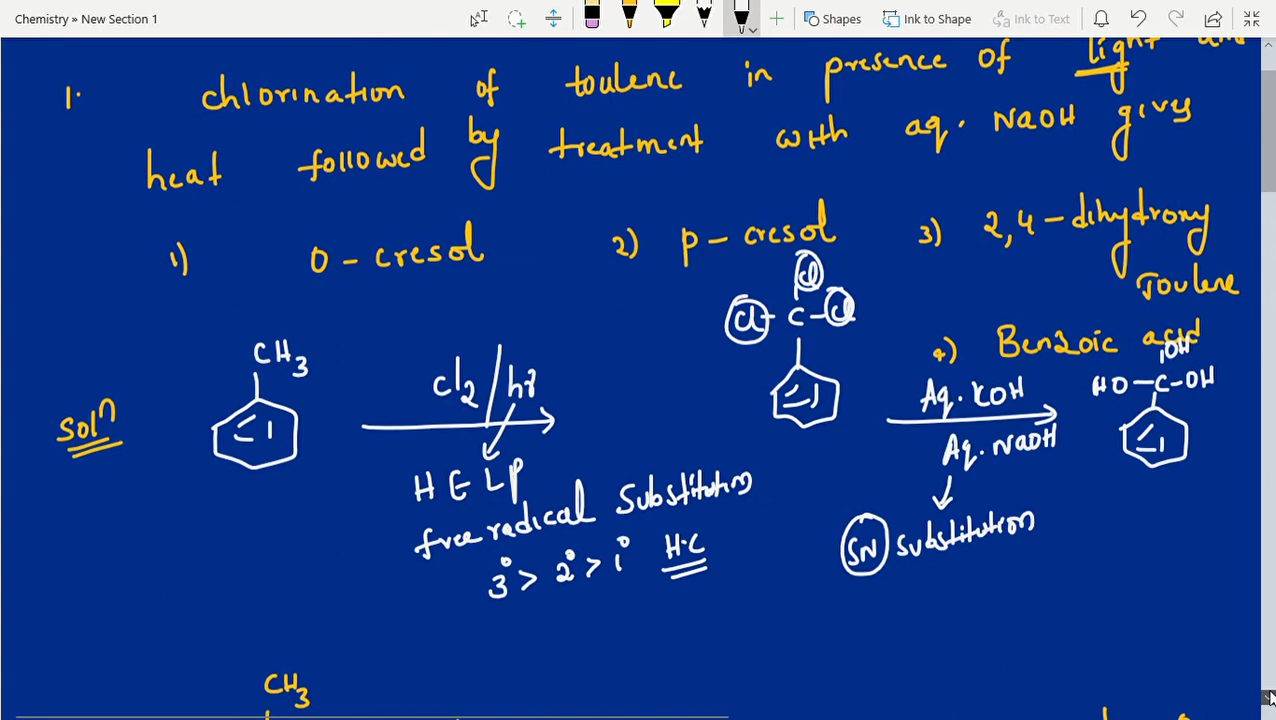 Chemistry » New Section 1
Shapes Ink to Shape Ink to Text
1. chlorination of toulene in presence of light and
heat followed by treatment with aq. NaOH gives
1) O-cresol 2) p-cresol 3) 2,4-dihydroxy
Toulene
4) Benzoic acid
Cl
Cl-C-Cl
CH3
OH
HO-C-OH
Soln
Cl2/hν
Aq. KOH
Aq. NaOH
HELP
free radical Substitution
SN substitution
3° > 2° > 1° H·C
CH3